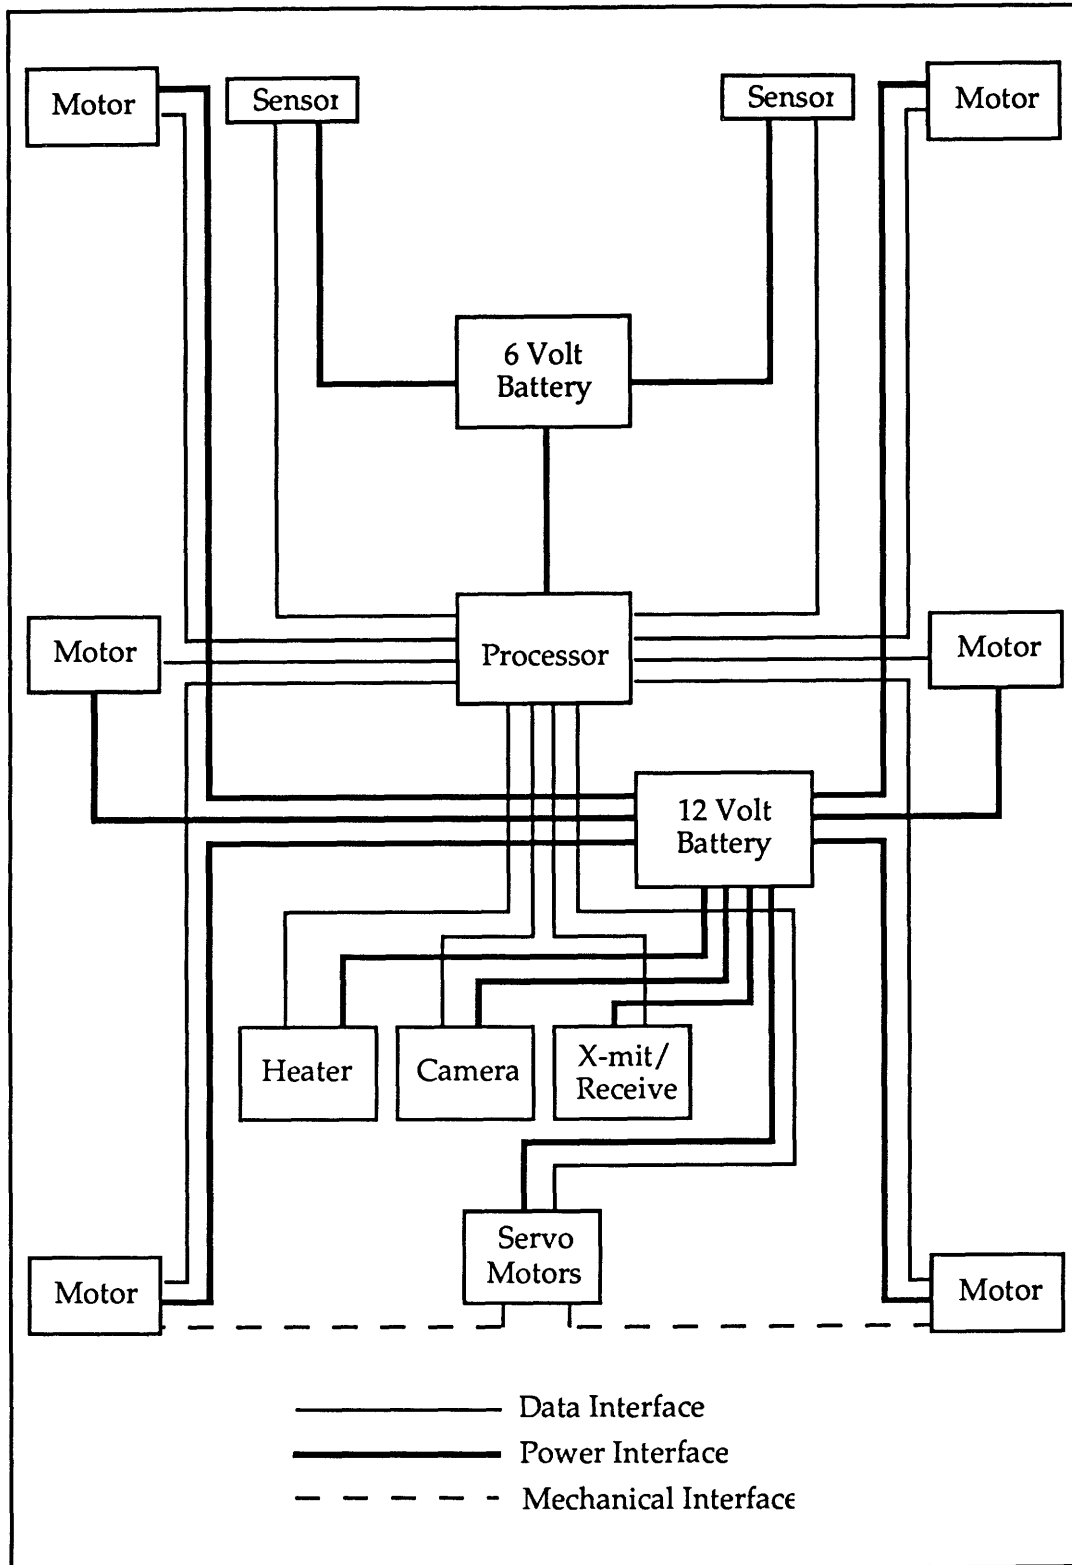 Motor
Sensor
Sensor
Motor
6 Volt
Battery
Motor
Processor
Motor
12 Volt
Battery
Heater
Camera
X-mit/
Receive
Servo
Motors
Motor
Motor
Data Interface
Power Interface
Mechanical Interface